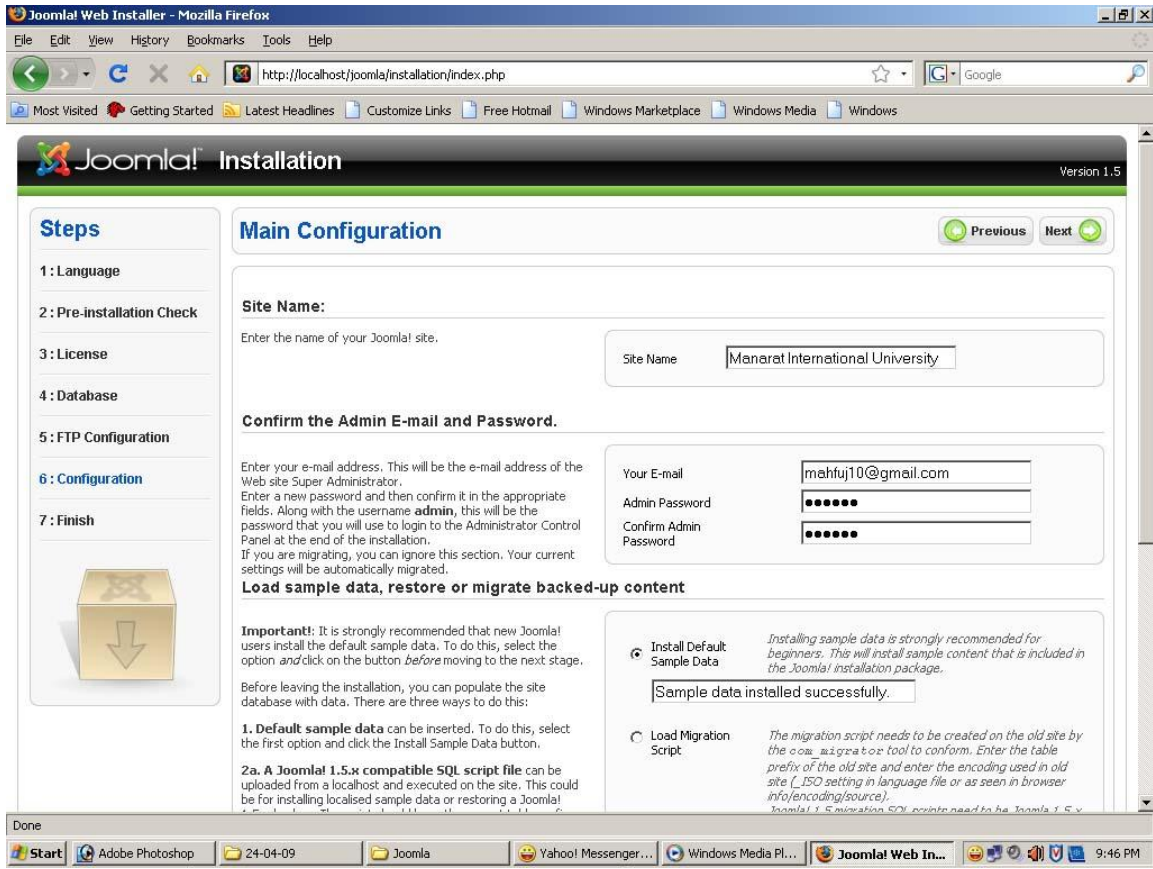 Joomla! Web Installer - Mozilla Firefox
File Edit View History Bookmarks Tools Help
http://localhost/joomla/installation/index.php
Google
Most Visited Getting Started Latest Headlines Customize Links Free Hotmail Windows Marketplace Windows Media Windows
Joomla! Installation
Version 1.5
Steps
1 : Language
2 : Pre-installation Check
3 : License
4 : Database
5 : FTP Configuration
6 : Configuration
7 : Finish
Main Configuration
Previous
Next
Site Name:
Enter the name of your Joomla! site.
Site Name
Manarat International University
Confirm the Admin E-mail and Password.
Enter your e-mail address. This will be the e-mail address of the
Web site Super Administrator.
Enter a new password and then confirm it in the appropriate
fields. Along with the username admin, this will be the
password that you will use to login to the Administrator Control
Panel at the end of the installation.
If you are migrating, you can ignore this section. Your current
settings will be automatically migrated.
Your E-mail
mahfuj10@gmail.com
Admin Password
●●●●●●
Confirm Admin
Password
●●●●●●
Load sample data, restore or migrate backed-up content
Important!: It is strongly recommended that new Joomla!
users install the default sample data. To do this, select the
option and click on the button before moving to the next stage.
Before leaving the installation, you can populate the site
database with data. There are three ways to do this:
1. Default sample data can be inserted. To do this, select
the first option and click the Install Sample Data button.
2a. A Joomla! 1.5.x compatible SQL script file can be
uploaded from a localhost and executed on the site. This could
be for installing localised sample data or restoring a Joomla!
Install Default
Sample Data
Installing sample data is strongly recommended for
beginners. This will install sample content that is included in
the Joomla! installation package.
Sample data installed successfully.
Load Migration
Script
The migration script needs to be created on the old site by
the com_migrator tool to conform. Enter the table
prefix of the old site and enter the encoding used in old
site (_ISO setting in language file or as seen in browser
info/encoding/source).
Joomla! 1.5 migration SQL scripts need to be Joomla 1.5.x
Done
Start
Adobe Photoshop
24-04-09
Joomla
Yahoo! Messenger...
Windows Media Pl...
Joomla! Web In...
9:46 PM